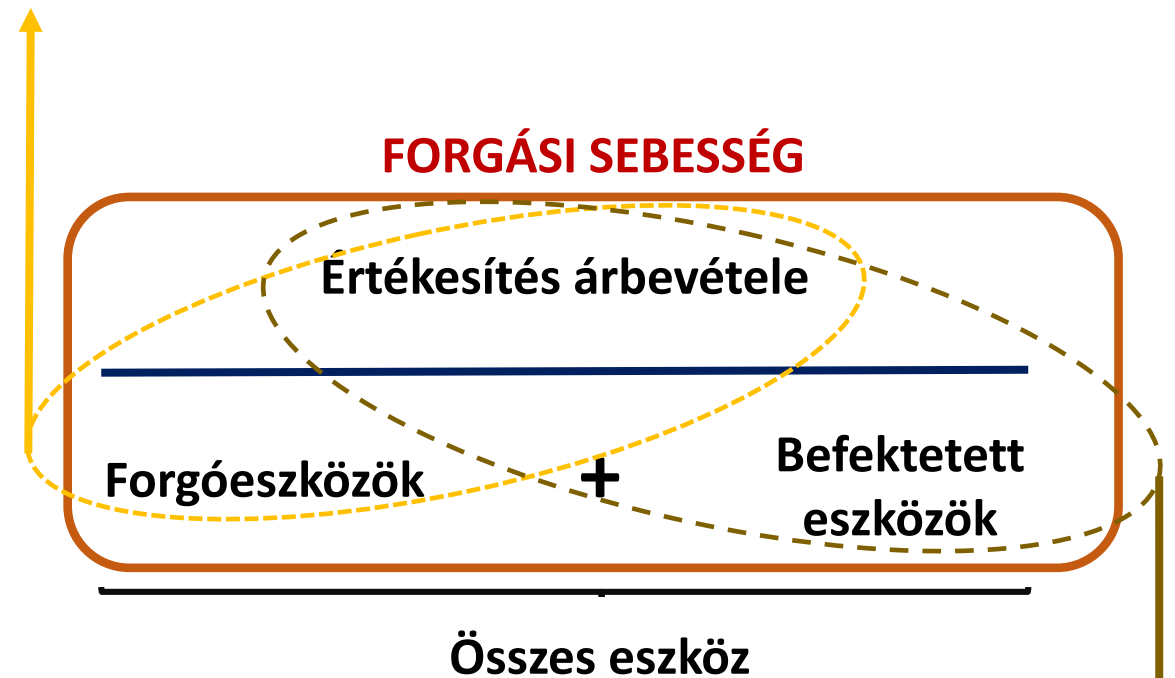 FORGÁSI SEBESSÉG
Értékesítés árbevétele
Forgóeszközök + Befektetett
eszközök
Összes eszköz